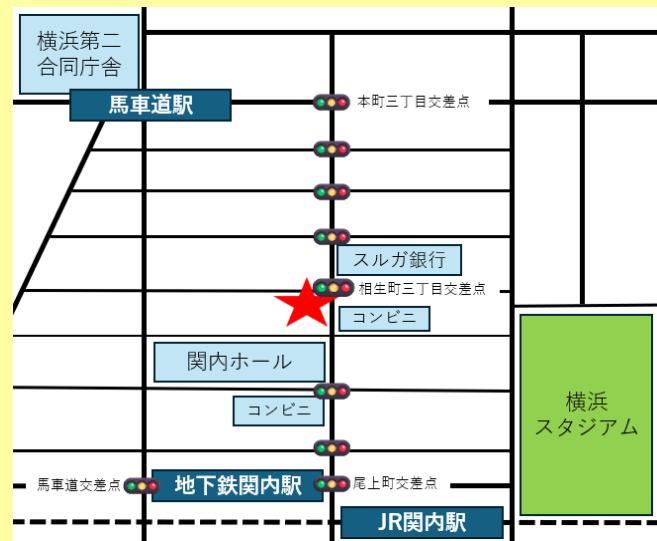 横浜第二
合同庁舎
馬車道駅
本町三丁目交差点
スルガ銀行
相生町三丁目交差点
コンビニ
関内ホール
コンビニ
横浜
スタジアム
馬車道交差点
地下鉄関内駅
尾上町交差点
JR関内駅